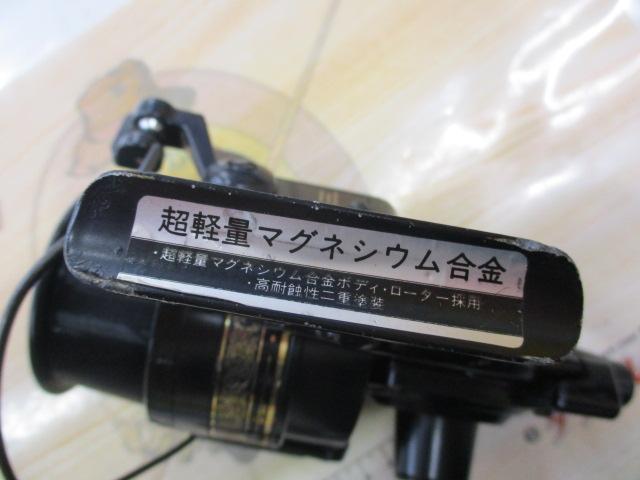 超軽量マグネシウム合金
・超軽量マグネシウム合金ボディ・ローター採用
・高耐蝕性二重塗装